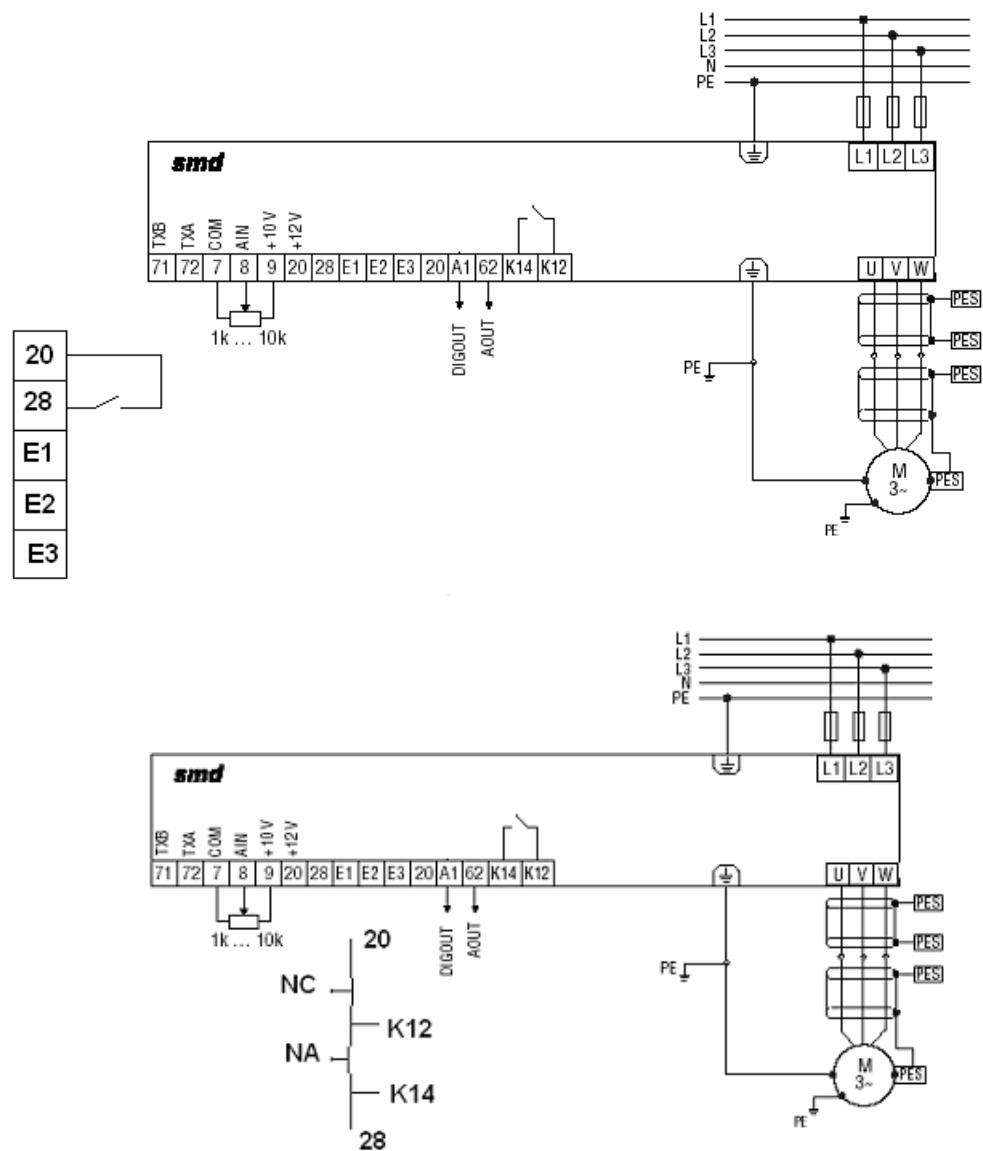 L1
L2
L3
N
PE
smd
L1 L2 L3
TXB TXA COM AIN +10V +12V
71 72 7 8 9 20 28 E1 E2 E3 20 A1 62 K14 K12
U V W
1k ... 10k
DIGOUT
AOUT
PES
PES
PES
PE
M
3~
PES
PE
20
28
E1
E2
E3
L1
L2
L3
N
PE
smd
L1 L2 L3
TXB TXA COM AIN +10V +12V
71 72 7 8 9 20 28 E1 E2 E3 20 A1 62 K14 K12
U V W
1k ... 10k
DIGOUT
AOUT
PES
PES
PES
PE
M
3~
PES
PE
20
NC
K12
NA
K14
28